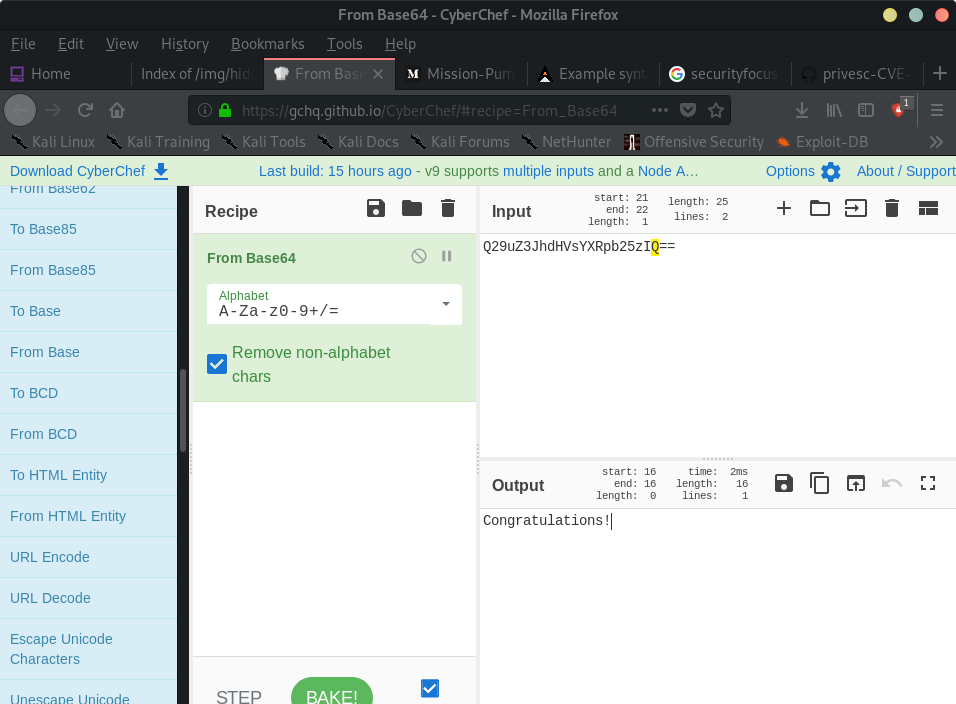 From Base64 - CyberChef - Mozilla Firefox
File Edit View History Bookmarks Tools Help
Home Index of /img/hid From Base M Mission-Pum Example synt securityfocus privesc-CVE-
https://gchq.github.io/CyberChef/#recipe=From_Base64 1
Kali Linux Kali Training Kali Tools Kali Docs Kali Forums NetHunter Offensive Security Exploit-DB
Download CyberChef Last build: 15 hours ago - v9 supports multiple inputs and a Node A… Options About / Support
From Base62
To Base85
From Base85
To Base
From Base
To BCD
From BCD
To HTML Entity
From HTML Entity
URL Encode
URL Decode
Escape Unicode
Characters
Unescape Unicode
Recipe
From Base64
Alphabet
A-Za-z0-9+/=
Remove non-alphabet
chars
STEP BAKE!
Input
start: 21
end: 22
length: 1
length: 25
lines: 2
Q29uZ3JhdHVsYXRpb25zIQ==
Output
start: 16
end: 16
length: 0
time: 2ms
length: 16
lines: 1
Congratulations!